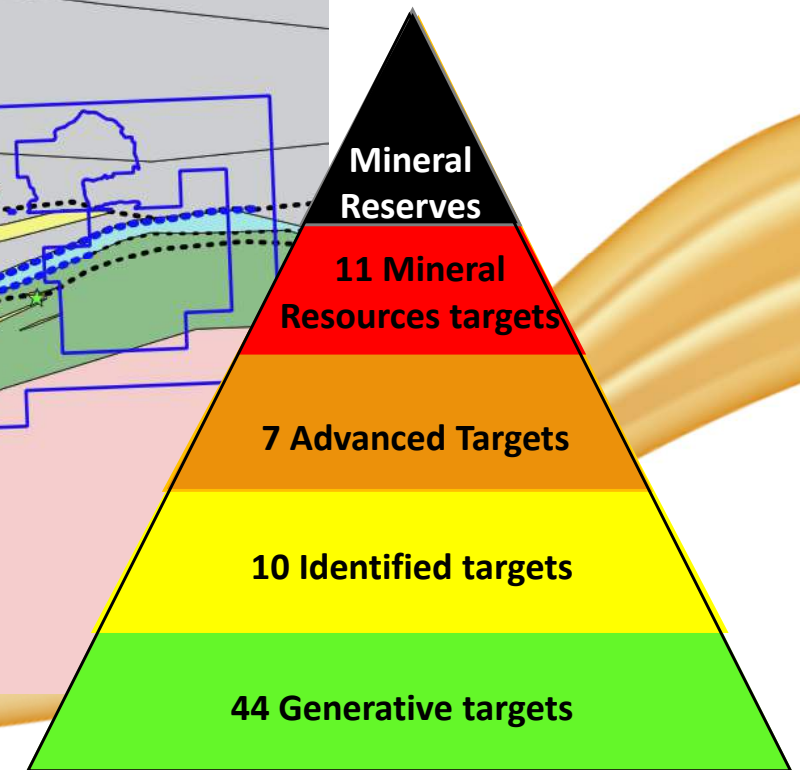 Mineral
Reserves
11 Mineral
Resources targets
7 Advanced Targets
10 Identified targets
44 Generative targets